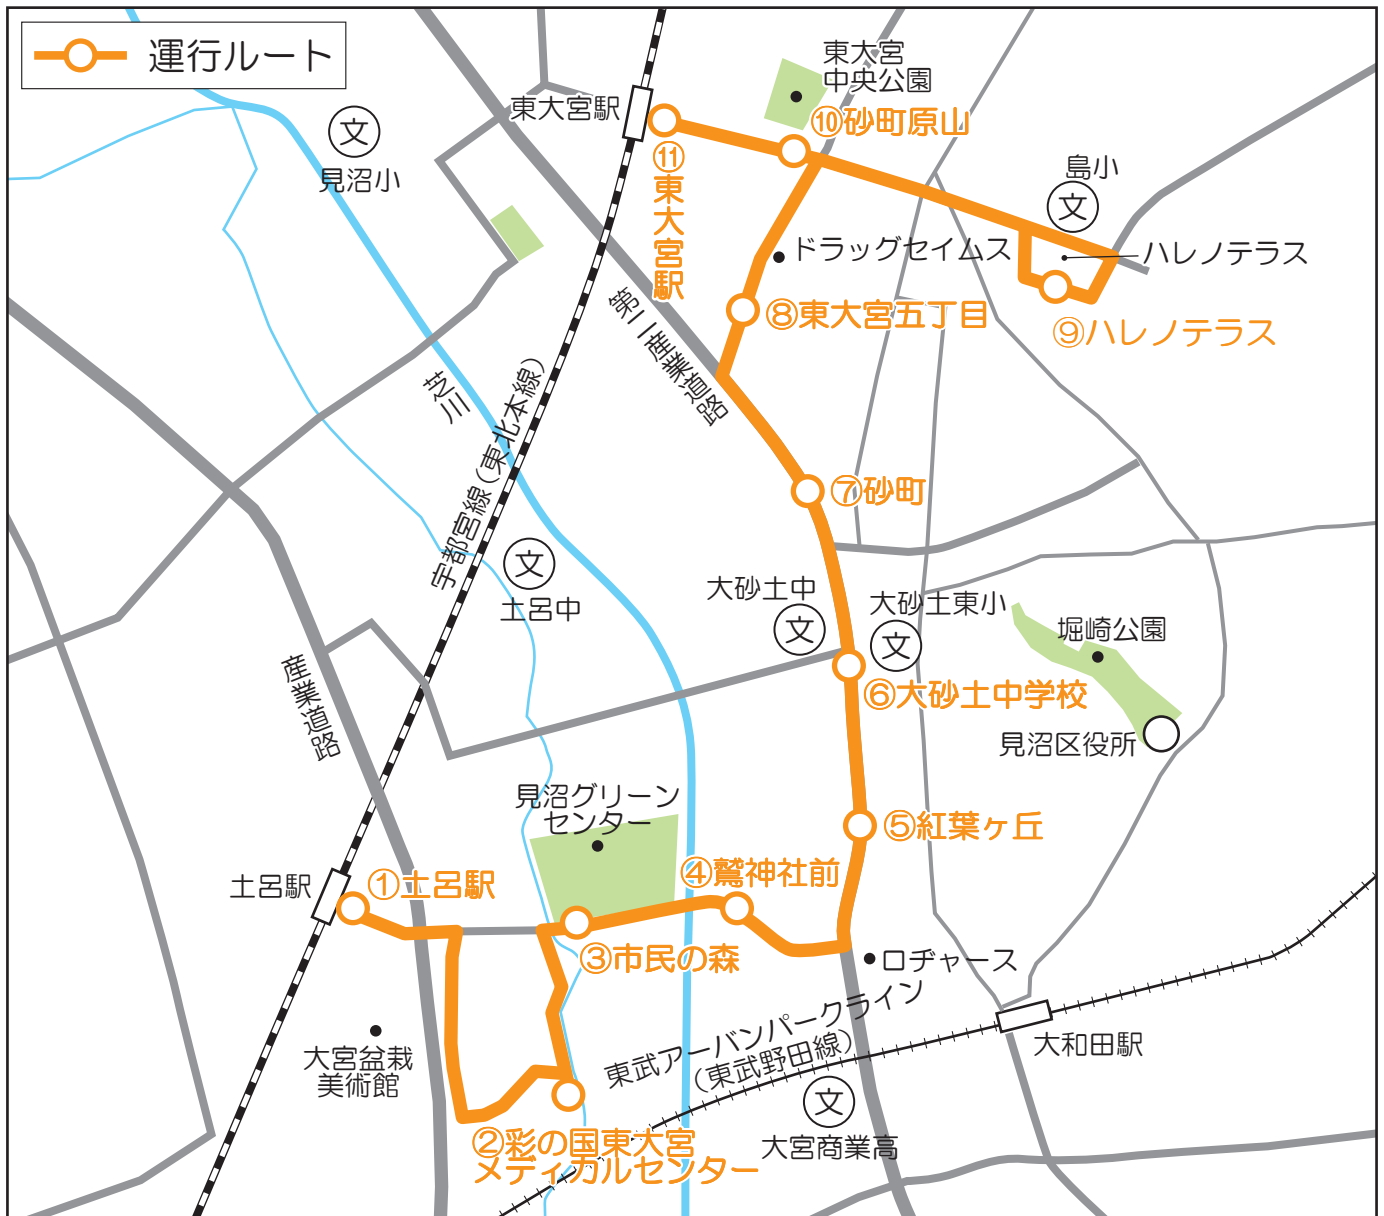 運行ルート
東大宮
中央公園
東大宮駅
⑩砂町原山
見沼小
文
⑪東大宮駅
島小
文
ドラッグセイムス
ハレノテラス
⑧東大宮五丁目
⑨ハレノテラス
第二産業道路
芝川
宇都宮線(東北本線)
⑦砂町
文
土呂中
大砂土中
文
大砂土東小
文
堀崎公園
⑥大砂土中学校
見沼区役所
産業道路
見沼グリーン
センター
⑤紅葉ヶ丘
土呂駅
①土呂駅
④鷲神社前
③市民の森
ロヂャース
東武アーバンパークライン
(東武野田線)
大和田駅
大宮盆栽
美術館
文
大宮商業高
②彩の国東大宮
メディカルセンター